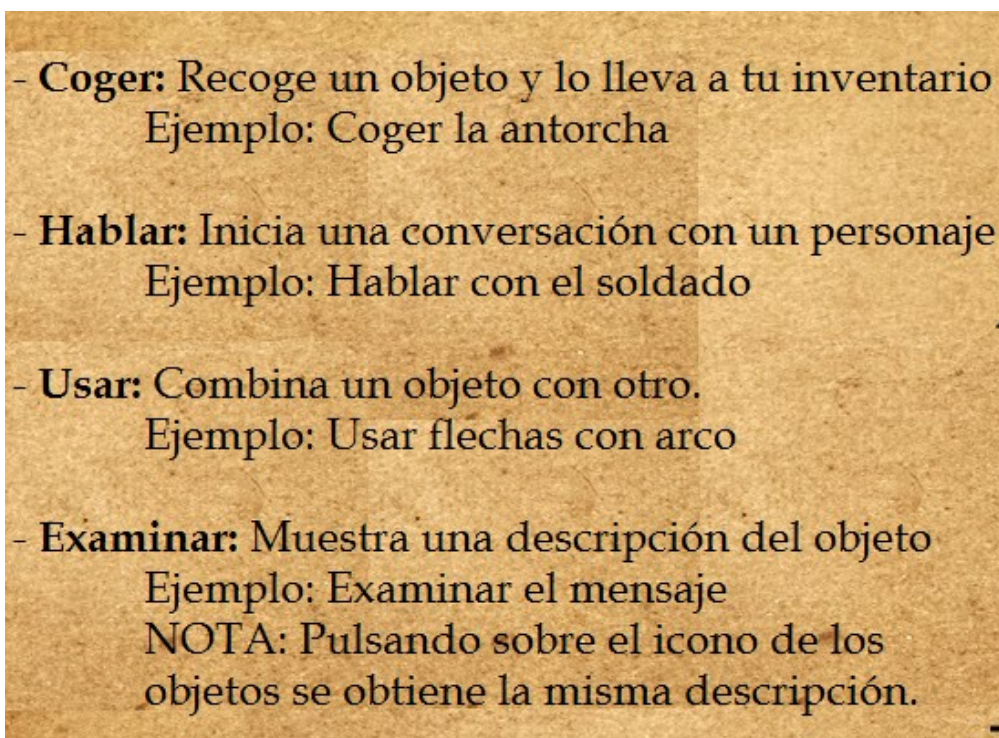 - Coger: Recoge un objeto y lo lleva a tu inventario
Ejemplo: Coger la antorcha
- Hablar: Inicia una conversación con un personaje
Ejemplo: Hablar con el soldado
- Usar: Combina un objeto con otro.
Ejemplo: Usar flechas con arco
- Examinar: Muestra una descripción del objeto
Ejemplo: Examinar el mensaje
NOTA: Pulsando sobre el icono de los
objetos se obtiene la misma descripción.